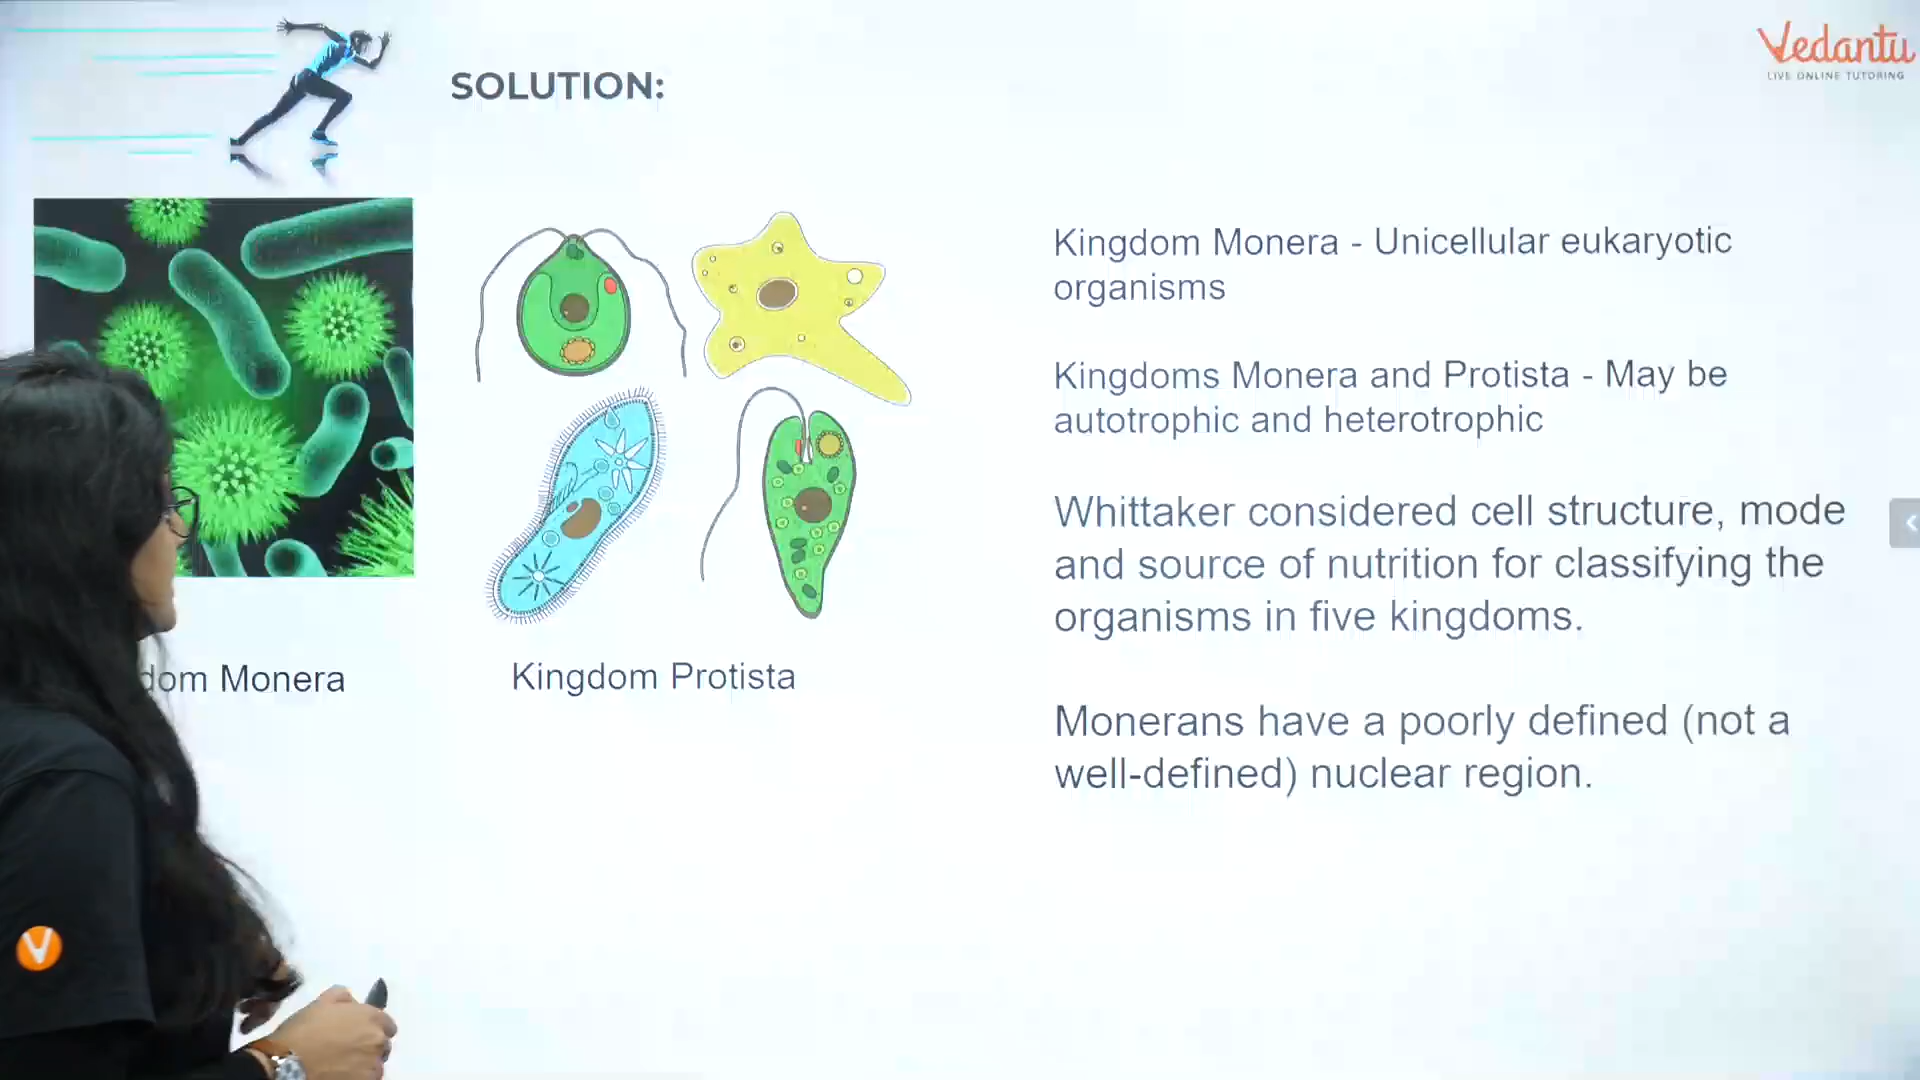 Vedantu
LIVE ONLINE TUTORING
SOLUTION:
Kingdom Monera - Unicellular eukaryotic
organisms
Kingdoms Monera and Protista - May be
autotrophic and heterotrophic
Whittaker considered cell structure, mode
and source of nutrition for classifying the
organisms in five kingdoms.
Monerans have a poorly defined (not a
well-defined) nuclear region.
dom Monera
Kingdom Protista
V